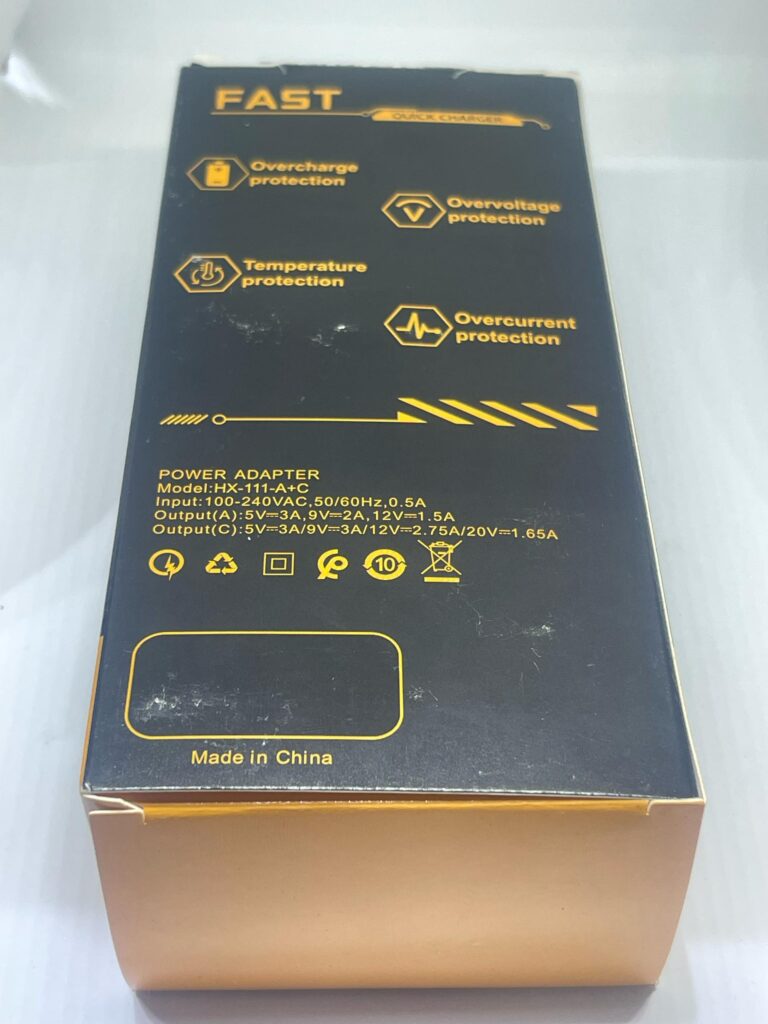 FAST
QUICK CHARGER
Overcharge
protection
Overvoltage
protection
Temperature
protection
Overcurrent
protection
POWER ADAPTER
Model:HX-111-A+C
Input:100-240VAC,50/60Hz,0.5A
Output(A):5V⎓3A,9V⎓2A,12V⎓1.5A
Output(C):5V⎓3A/9V⎓3A/12V⎓2.75A/20V⎓1.65A
10
Made in China